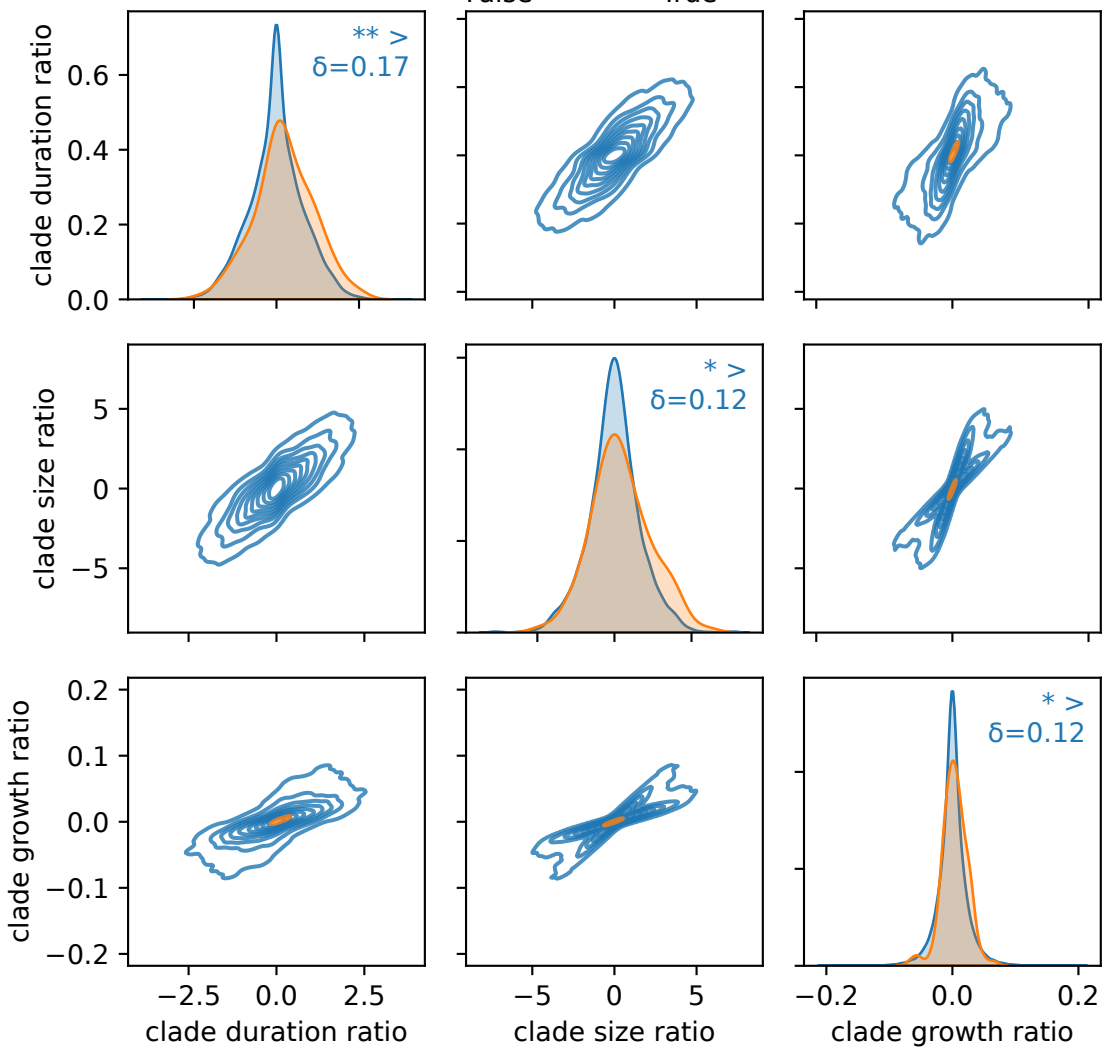 False True
clade duration ratio
0.6
0.4
0.2
0.0
** >
δ=0.17
clade size ratio
5
0
−5
* >
δ=0.12
clade growth ratio
0.2
0.1
0.0
−0.1
−0.2
* >
δ=0.12
−2.5 0.0 2.5
−5 0 5
−0.2 0.0 0.2
clade duration ratio
clade size ratio
clade growth ratio